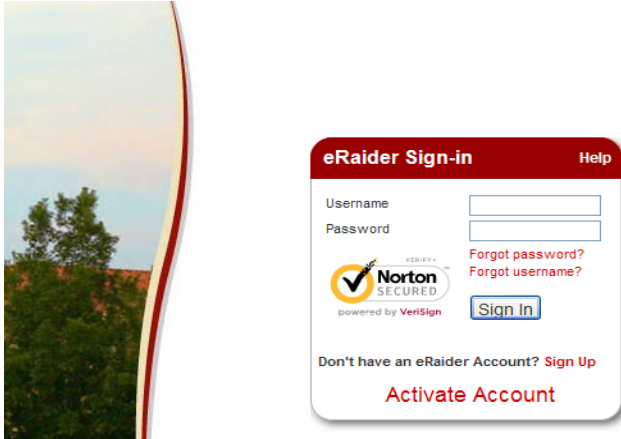 eRaider Sign-in Help
Username
Password
Forgot password?
Forgot username?
VERIFY▸
Norton
SECURED
powered by VeriSign
Sign In
Don't have an eRaider Account? Sign Up
Activate Account